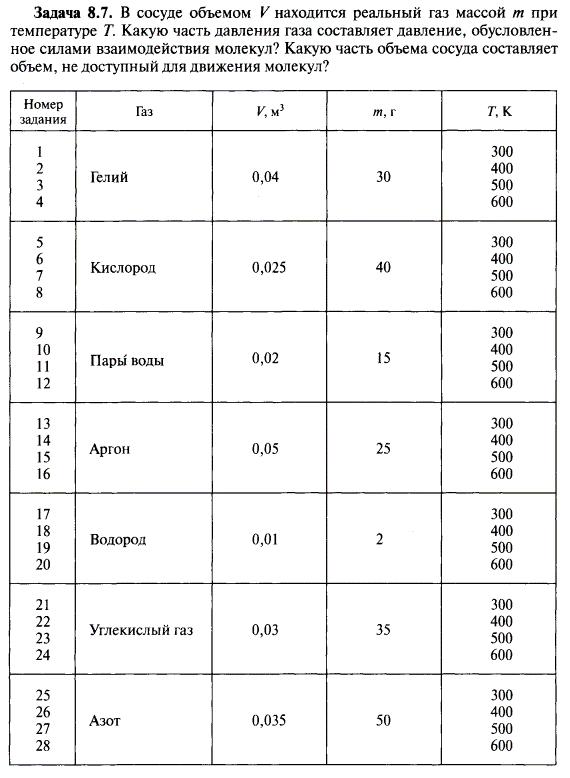 Задача 8.7. В сосуде объемом V находится реальный газ массой m при
температуре T. Какую часть давления газа составляет давление, обусловлен-
ное силами взаимодействия молекул? Какую часть объема сосуда составляет
объем, не доступный для движения молекул?
Номер задания Газ V, м³ m, г T, К
1 300
2 400
Гелий 0,04 30
3 500
4 600
5 300
6 400
Кислород 0,025 40
7 500
8 600
9 300
10 400
Пары́ воды 0,02 15
11 500
12 600
13 300
14 400
Аргон 0,05 25
15 500
16 600
17 300
18 400
Водород 0,01 2
19 500
20 600
21 300
22 400
Углекислый газ 0,03 35
23 500
24 600
25 300
26 400
Азот 0,035 50
27 500
28 600